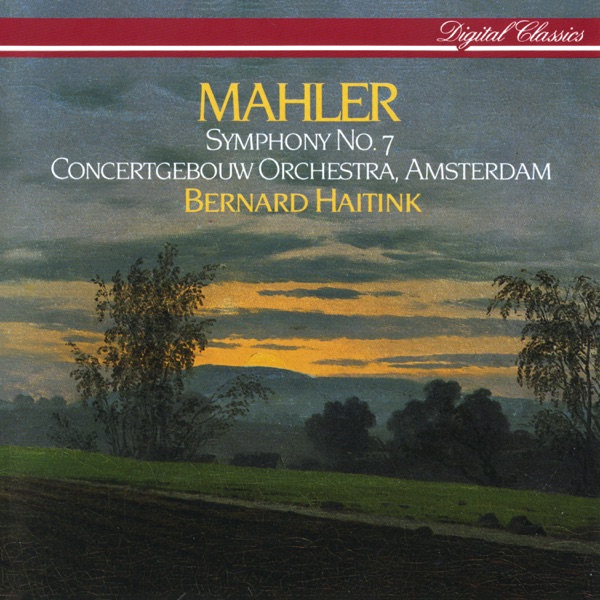 Digital Classics
MAHLER
SYMPHONY NO. 7
CONCERTGEBOUW ORCHESTRA, AMSTERDAM
BERNARD HAITINK